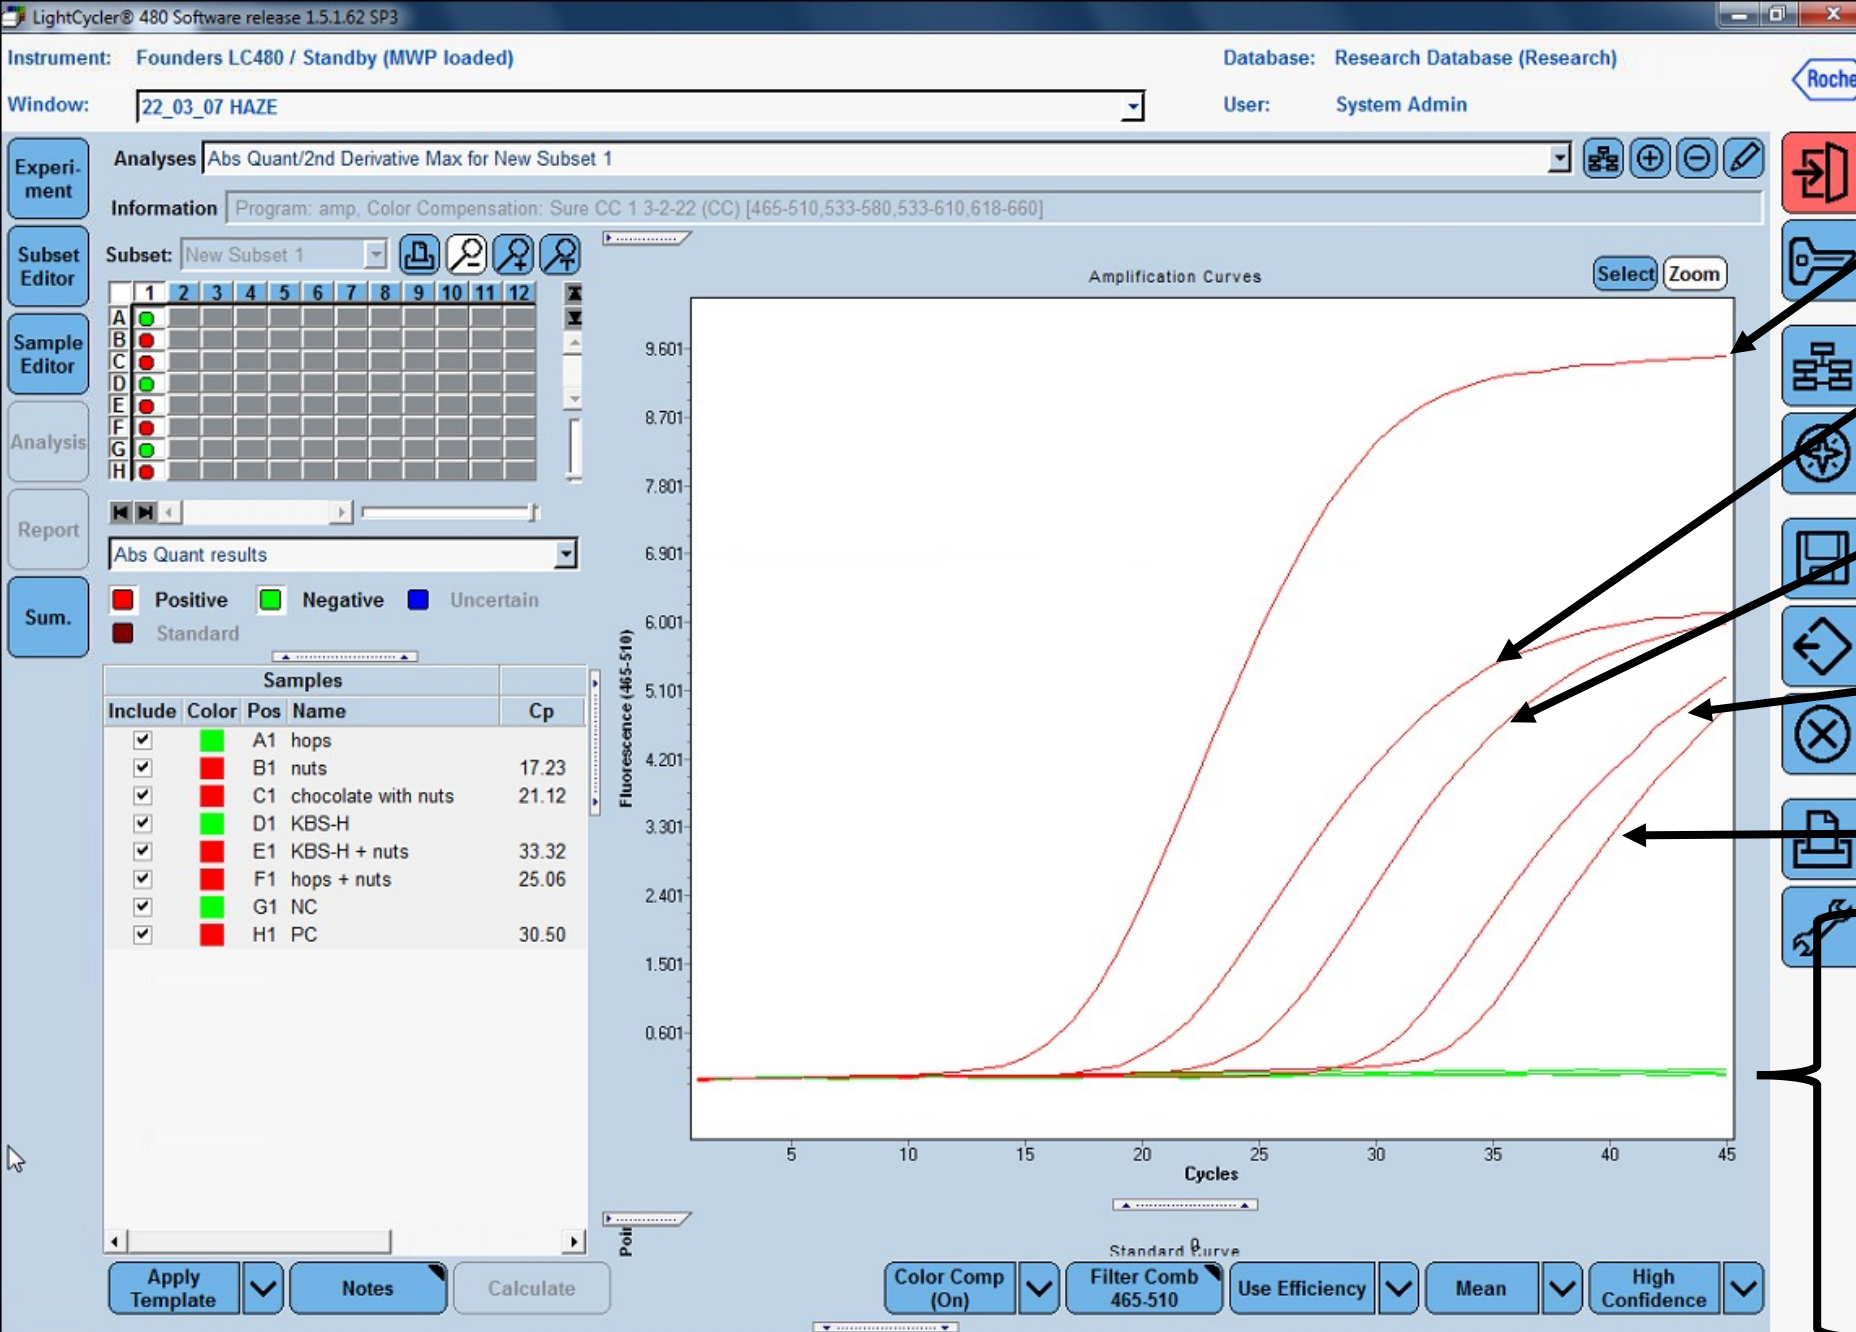 LightCycler® 480 Software release 1.5.1.62 SP3
Instrument: Founders LC480 / Standby (MWP loaded)
Database: Research Database (Research)
Roche
Window: 22_03_07 HAZE
User: System Admin
Experi-
ment
Subset
Editor
Sample
Editor
Analysis
Report
Sum.
Analyses Abs Quant/2nd Derivative Max for New Subset 1
Information Program: amp, Color Compensation: Sure CC 1 3-2-22 (CC) [465-510,533-580,533-610,618-660]
Subset: New Subset 1
1 2 3 4 5 6 7 8 9 10 11 12
A
B
C
D
E
F
G
H
Abs Quant results
Positive Negative Uncertain
Standard
Samples
Include Color Pos Name Cp
A1 hops
B1 nuts 17.23
C1 chocolate with nuts 21.12
D1 KBS-H
E1 KBS-H + nuts 33.32
F1 hops + nuts 25.06
G1 NC
H1 PC 30.50
Apply
Template
Notes
Calculate
Amplification Curves
Select Zoom
Fluorescence (465-510)
9.601
8.701
7.801
6.901
6.001
5.101
4.201
3.301
2.401
1.501
0.601
5 10 15 20 25 30 35 40 45
Cycles
Standard Curve
Color Comp
(On)
Filter Comb
465-510
Use Efficiency
Mean
High
Confidence